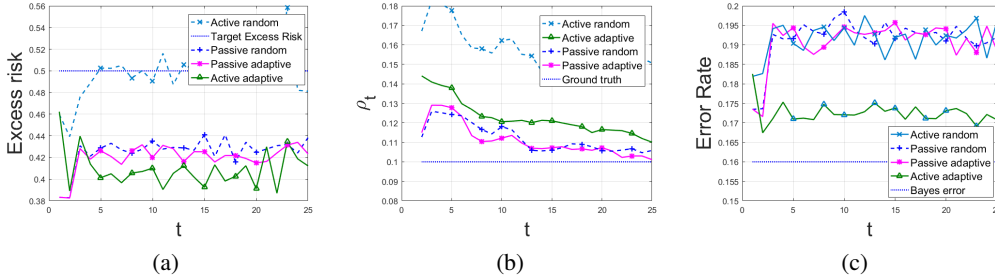 0.56
0.54
0.52
0.5
0.48
0.46
0.44
0.42
0.4
0.38
0
5
10
15
20
25
Excess risk
t
Active random
Target Excess Risk
Passive random
Passive adaptive
Active adaptive
(a)
0.18
0.17
0.16
0.15
0.14
0.13
0.12
0.11
0.1
0.09
0
5
10
15
20
25
ρt
t
Active random
Active adaptive
Passive random
Passive adaptive
Ground truth
(b)
0.2
0.195
0.19
0.185
0.18
0.175
0.17
0.165
0.16
0.155
0.15
0
5
10
15
20
25
Error Rate
t
Active random
Passive random
Passive adaptive
Active adaptive
Bayes error
(c)